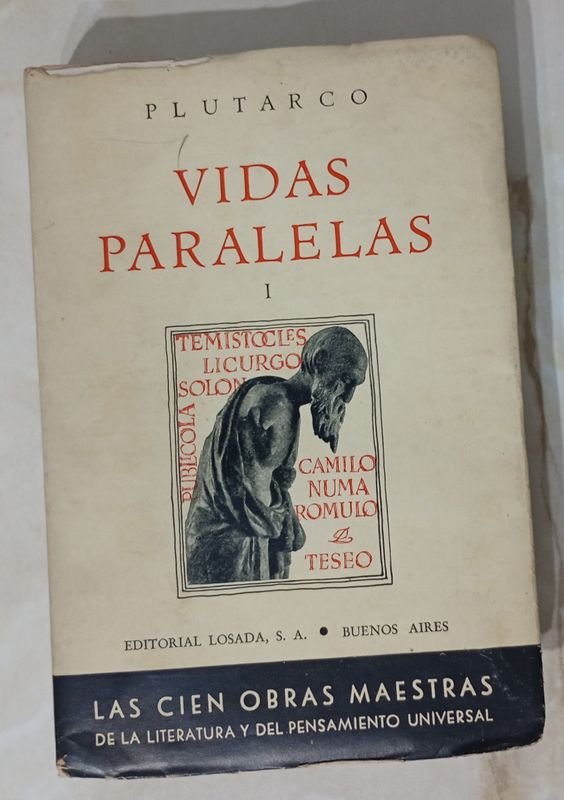 PLUTARCO
VIDAS
PARALELAS
I
TEMISTOCLES
LICURGO
SOLON
PUBLICOLA
CAMILO
NUMA
ROMULO
TESEO
EDITORIAL LOSADA, S. A. • BUENOS AIRES
LAS CIEN OBRAS MAESTRAS
DE LA LITERATURA Y DEL PENSAMIENTO UNIVERSAL